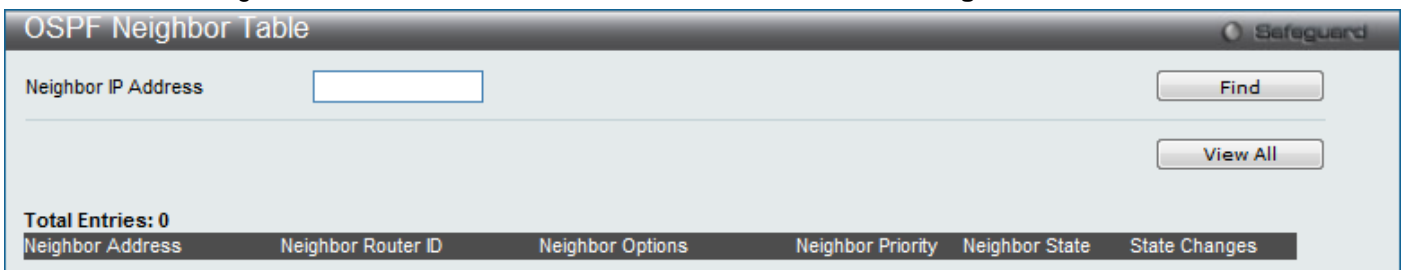 OSPF Neighbor Table Safeguard
Neighbor IP Address Find
View All
Total Entries: 0
Neighbor Address Neighbor Router ID Neighbor Options Neighbor Priority Neighbor State State Changes